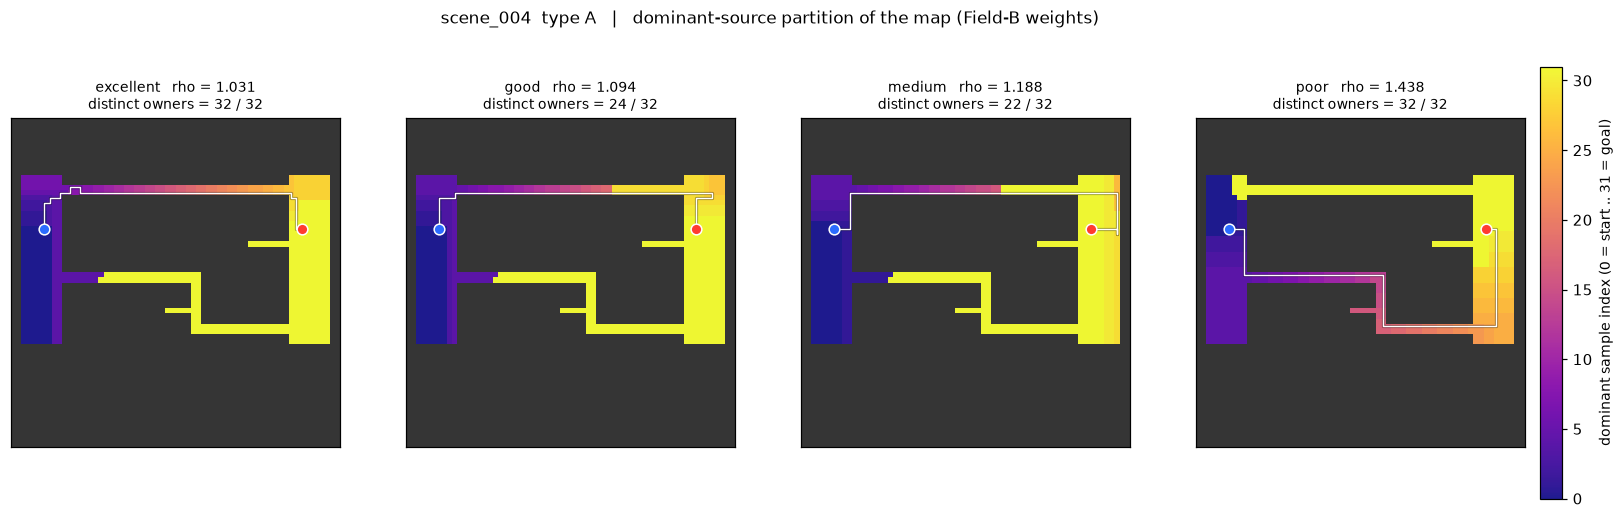 scene_004  type A   |   dominant-source partition of the map (Field-B weights)
excellent   rho = 1.031
distinct owners = 32 / 32
good   rho = 1.094
distinct owners = 24 / 32
medium   rho = 1.188
distinct owners = 22 / 32
poor   rho = 1.438
distinct owners = 32 / 32
30
25
20
15
10
5
0
dominant sample index (0 = start .. 31 = goal)